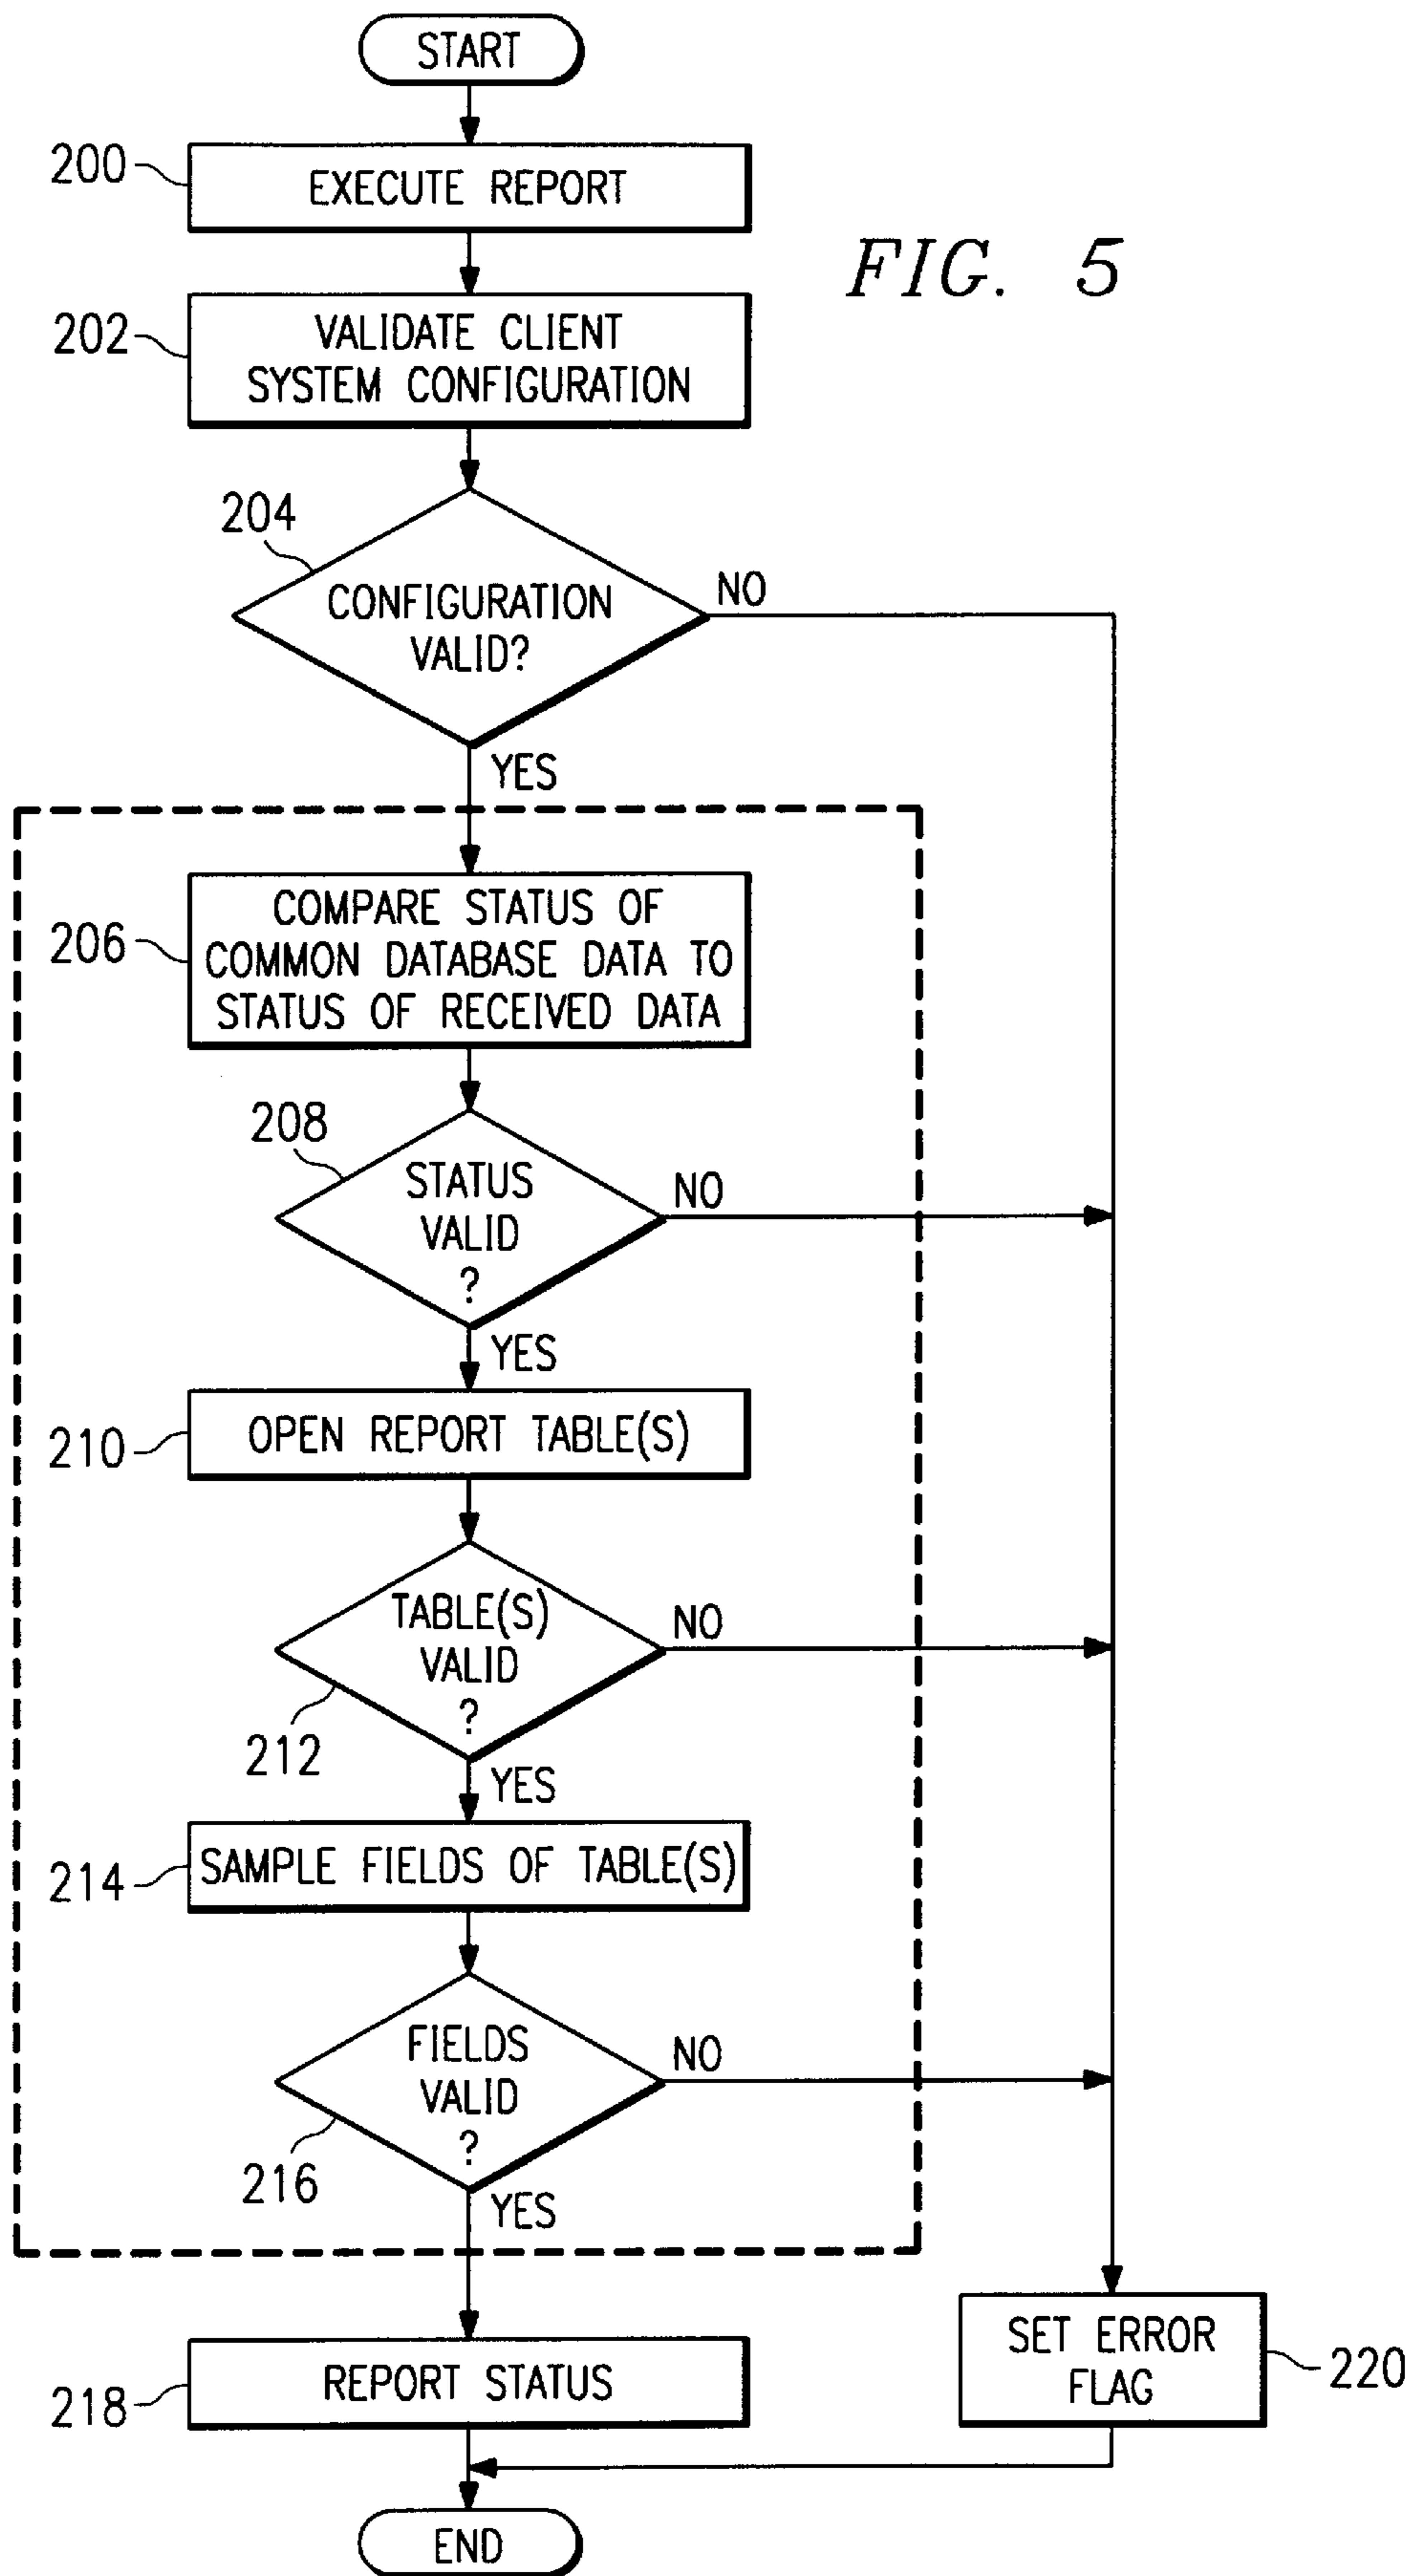 START
200
EXECUTE REPORT
FIG. 5
202
VALIDATE CLIENT
SYSTEM CONFIGURATION
204
CONFIGURATION
VALID?
NO
YES
206
COMPARE STATUS OF
COMMON DATABASE DATA TO
STATUS OF RECEIVED DATA
208
STATUS
VALID
?
NO
YES
210
OPEN REPORT TABLE(S)
TABLE(S)
VALID
?
NO
212
YES
214
SAMPLE FIELDS OF TABLE(S)
FIELDS
VALID
?
NO
216
YES
218
REPORT STATUS
SET ERROR
FLAG
220
END